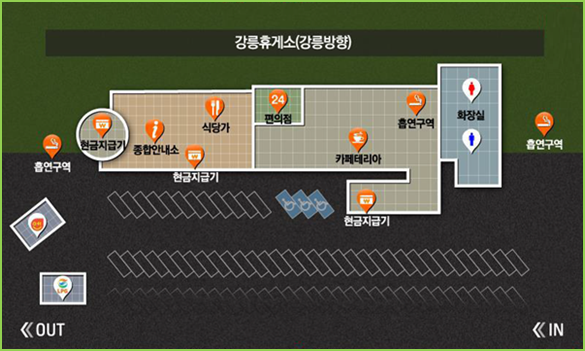 강릉휴게소(강릉방향)
24
편의점
화장실
현금지급기
종합안내소
식당가
흡연구역
흡연구역
흡연구역
카페테리아
현금지급기
현금지급기
LPG
OUT
IN